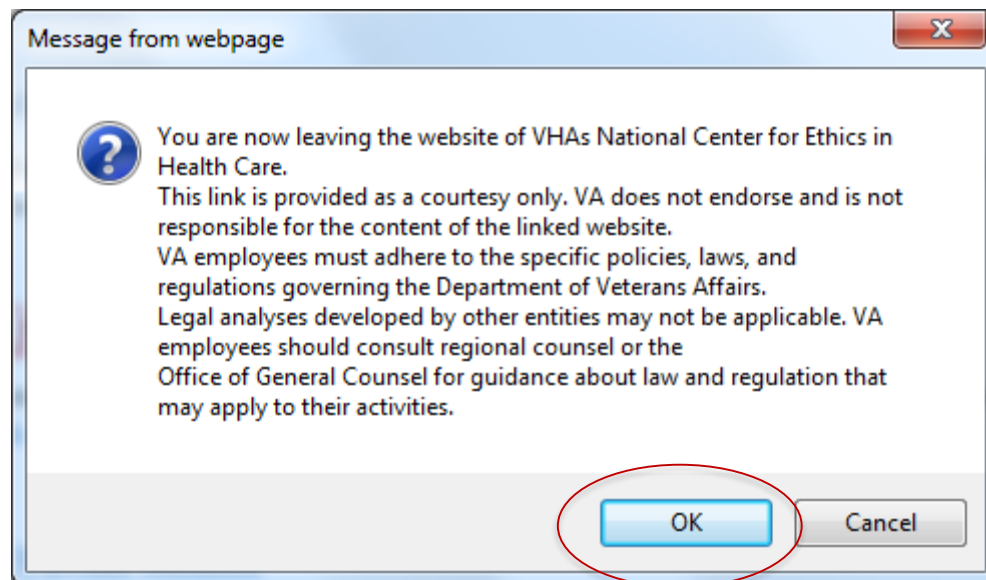 Message from webpage
You are now leaving the website of VHAs National Center for Ethics in
Health Care.
This link is provided as a courtesy only. VA does not endorse and is not
responsible for the content of the linked website.
VA employees must adhere to the specific policies, laws, and
regulations governing the Department of Veterans Affairs.
Legal analyses developed by other entities may not be applicable. VA
employees should consult regional counsel or the
Office of General Counsel for guidance about law and regulation that
may apply to their activities.
OK Cancel